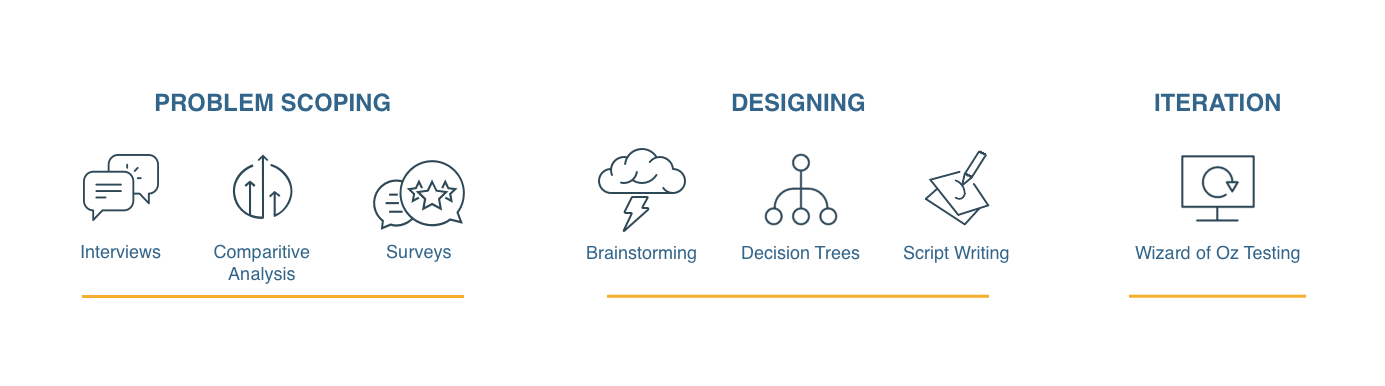 PROBLEM SCOPING
Interviews
Comparitive
Analysis
Surveys
DESIGNING
Brainstorming
Decision Trees
Script Writing
ITERATION
Wizard of Oz Testing